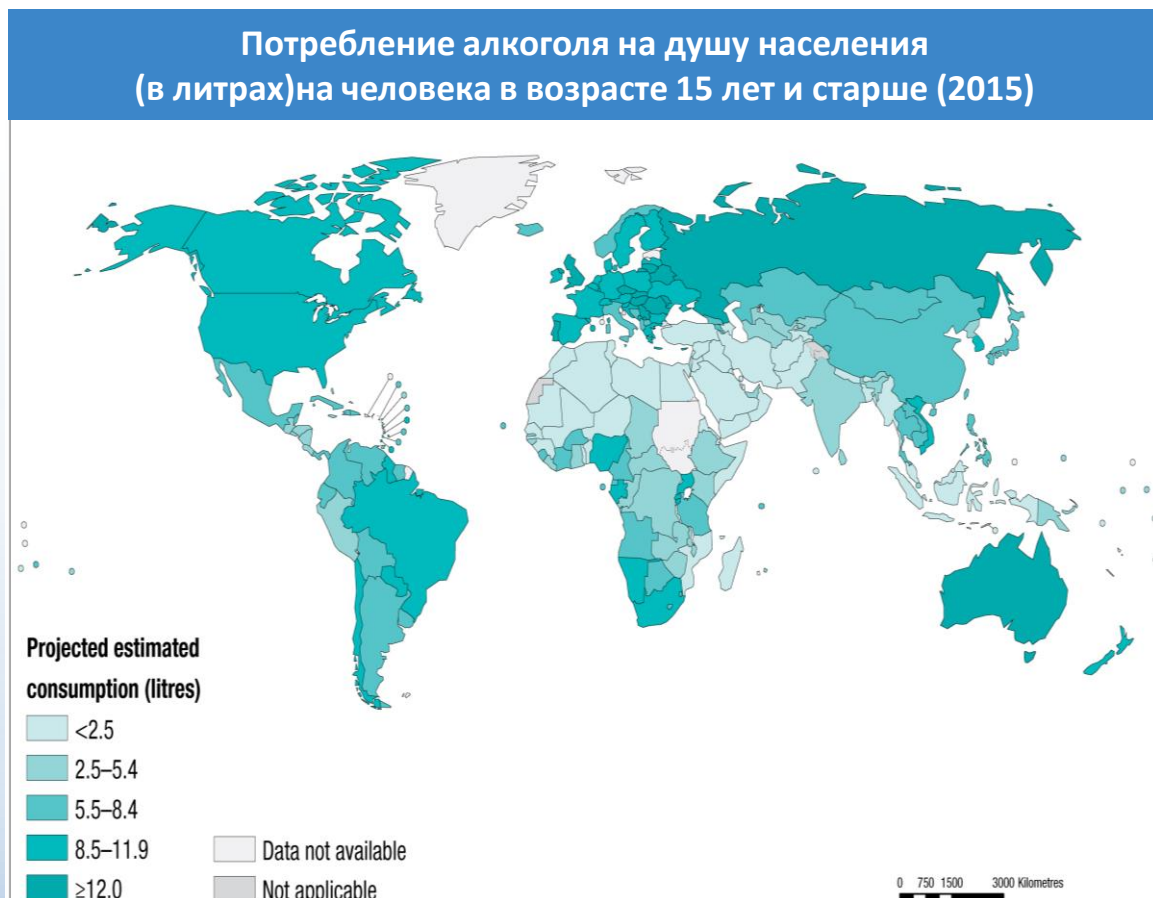 Потребление алкоголя на душу населения
(в литрах)на человека в возрасте 15 лет и старше (2015)
Projected estimated
consumption (litres)
<2.5
2.5–5.4
5.5–8.4
8.5–11.9
≥12.0
Data not available
Not applicable
0 750 1500 3000 Kilometres